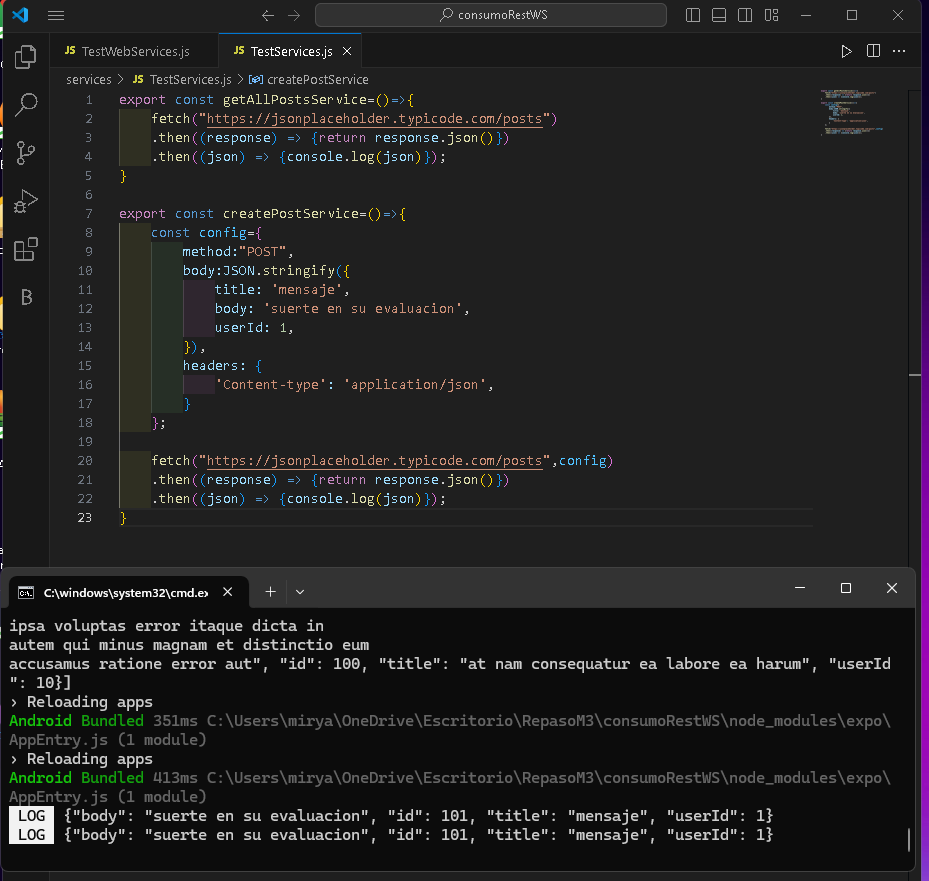 consumoRestWS
JS TestWebServices.js
JS TestServices.js
services > JS TestServices.js > createPostService
1 export const getAllPostsService=()=>{
2 fetch("https://jsonplaceholder.typicode.com/posts")
3 .then((response) => {return response.json()})
4 .then((json) => {console.log(json)});
5 }
6
7 export const createPostService=()=>{
8 const config={
9 method:"POST",
10 body:JSON.stringify({
11 title: 'mensaje',
12 body: 'suerte en su evaluacion',
13 userId: 1,
14 }),
15 headers: {
16 'Content-type': 'application/json',
17 }
18 };
19
20 fetch("https://jsonplaceholder.typicode.com/posts",config)
21 .then((response) => {return response.json()})
22 .then((json) => {console.log(json)});
23 }
B
C:\windows\system32\cmd.ex
ipsa voluptas error itaque dicta in
autem qui minus magnam et distinctio eum
accusamus ratione error aut", "id": 100, "title": "at nam consequatur ea labore ea harum", "userId
": 10}]
› Reloading apps
Android Bundled 351ms C:\Users\mirya\OneDrive\Escritorio\RepasoM3\consumoRestWS\node_modules\expo\
AppEntry.js (1 module)
› Reloading apps
Android Bundled 413ms C:\Users\mirya\OneDrive\Escritorio\RepasoM3\consumoRestWS\node_modules\expo\
AppEntry.js (1 module)
LOG {"body": "suerte en su evaluacion", "id": 101, "title": "mensaje", "userId": 1}
LOG {"body": "suerte en su evaluacion", "id": 101, "title": "mensaje", "userId": 1}